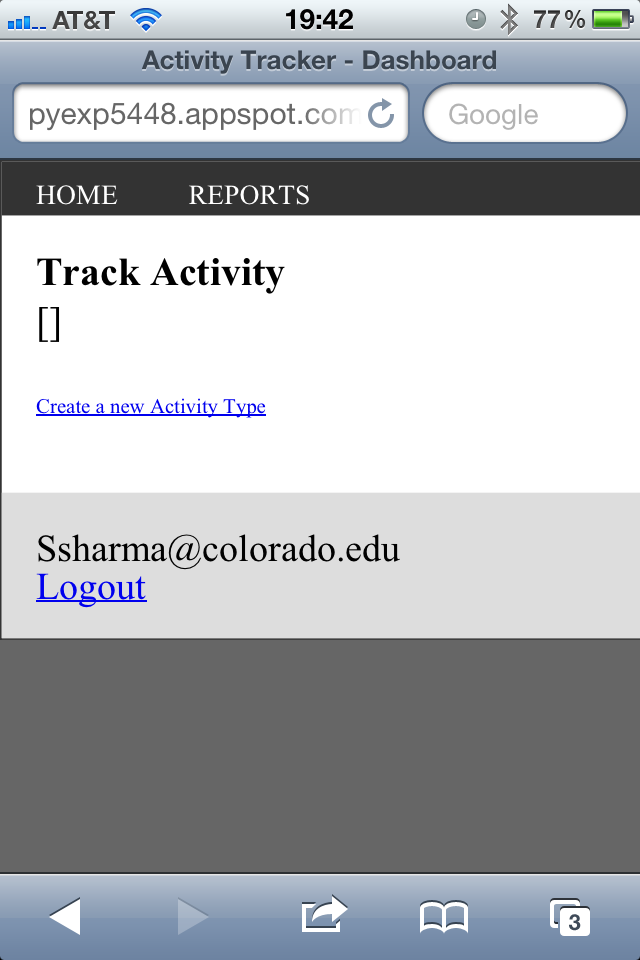 AT&T 19:42 77%
Activity Tracker - Dashboard
pyexp5448.appspot.com Google
HOME REPORTS
Track Activity
[]
Create a new Activity Type
Ssharma@colorado.edu
Logout
3